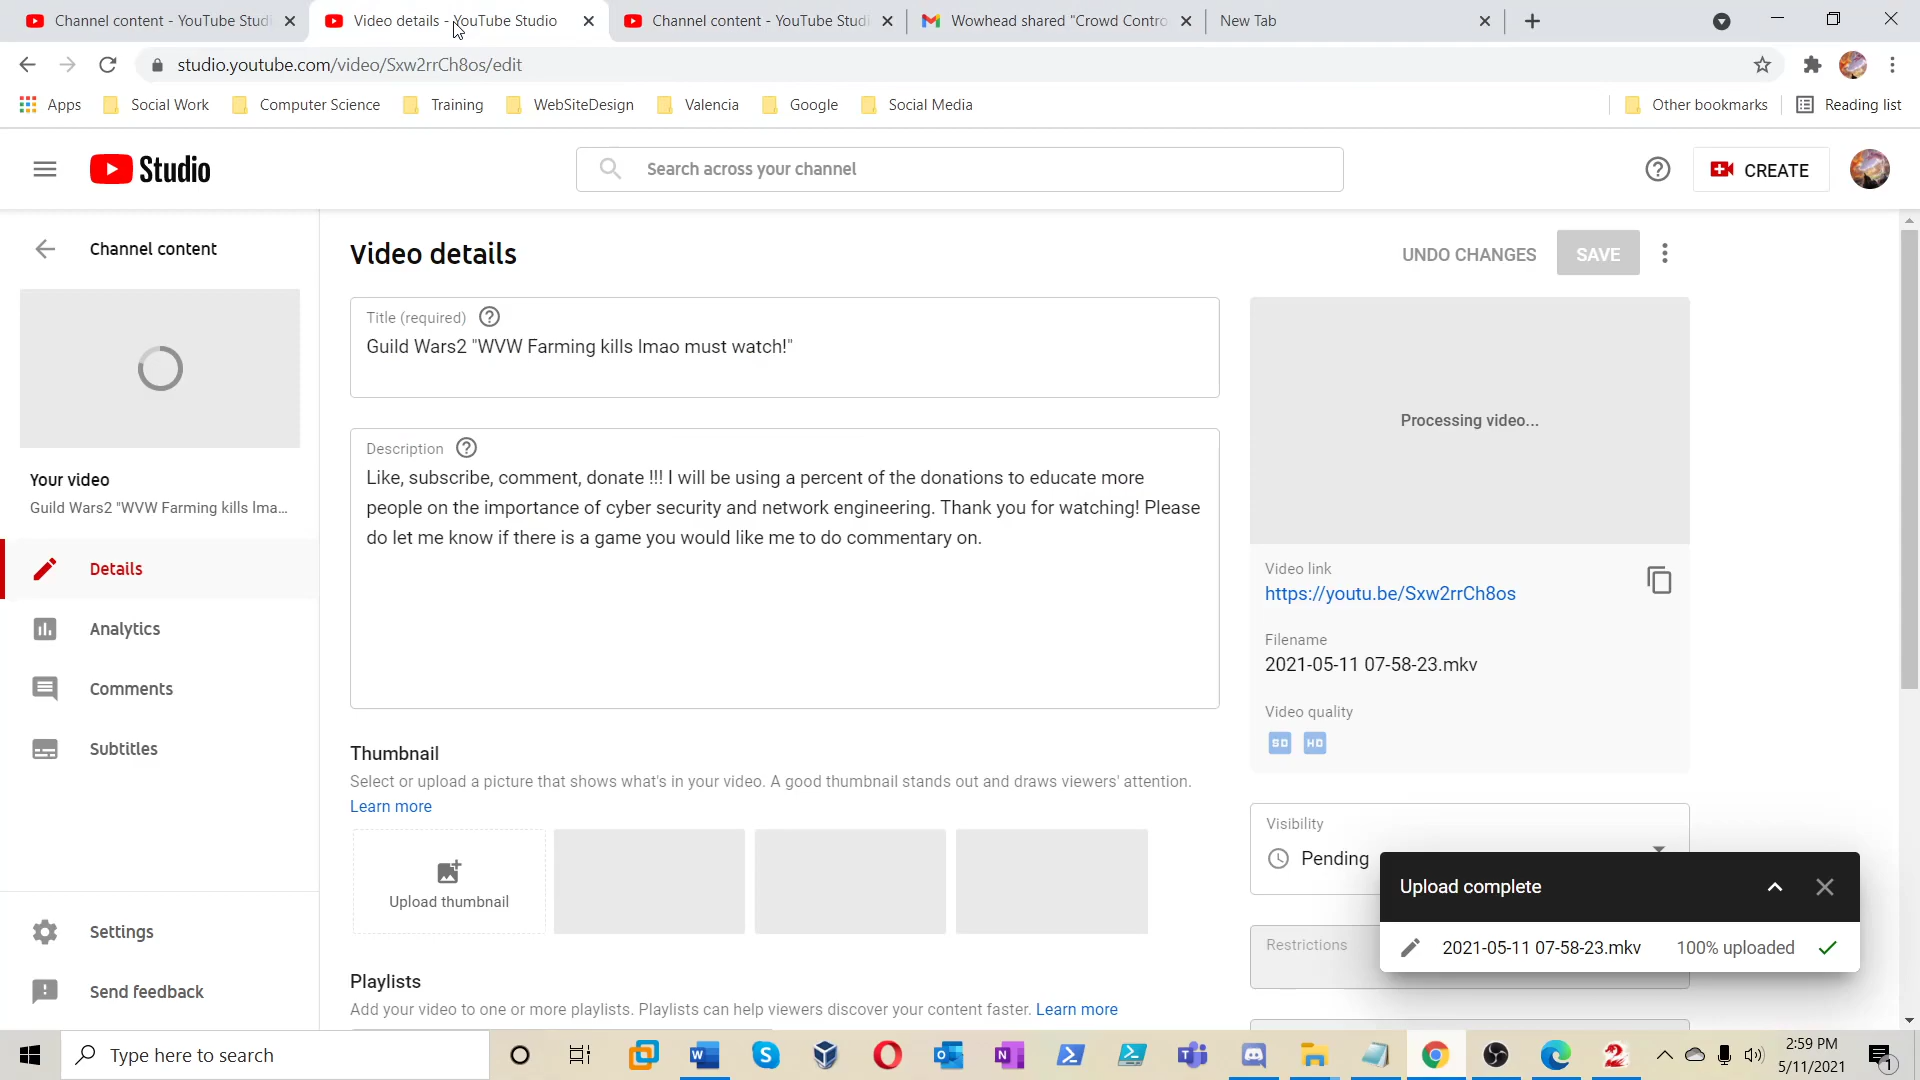 Channel content - YouTube Studi
Video details - YouTube Studio
Channel content - YouTube Studi
Wowhead shared "Crowd Contro
New Tab
studio.youtube.com/video/Sxw2rrCh8os/edit
Apps
Social Work
Computer Science
Training
WebSiteDesign
Valencia
Google
Social Media
Other bookmarks
Reading list
Studio
Search across your channel
CREATE
Channel content
Your video
Guild Wars2 "WVW Farming kills lma...
Details
Analytics
Comments
Subtitles
Settings
Send feedback
Video details
UNDO CHANGES
SAVE
Title (required)
Guild Wars2 "WVW Farming kills lmao must watch!"
Description
Like, subscribe, comment, donate !!! I will be using a percent of the donations to educate more
people on the importance of cyber security and network engineering. Thank you for watching! Please
do let me know if there is a game you would like me to do commentary on.
Thumbnail
Select or upload a picture that shows what's in your video. A good thumbnail stands out and draws viewers' attention.
Learn more
Upload thumbnail
Playlists
Add your video to one or more playlists. Playlists can help viewers discover your content faster. Learn more
Processing video...
Video link
https://youtu.be/Sxw2rrCh8os
Filename
2021-05-11 07-58-23.mkv
Video quality
SD HD
Visibility
Pending
Restrictions
Upload complete
2021-05-11 07-58-23.mkv 100% uploaded
Type here to search
2:59 PM
5/11/2021
1